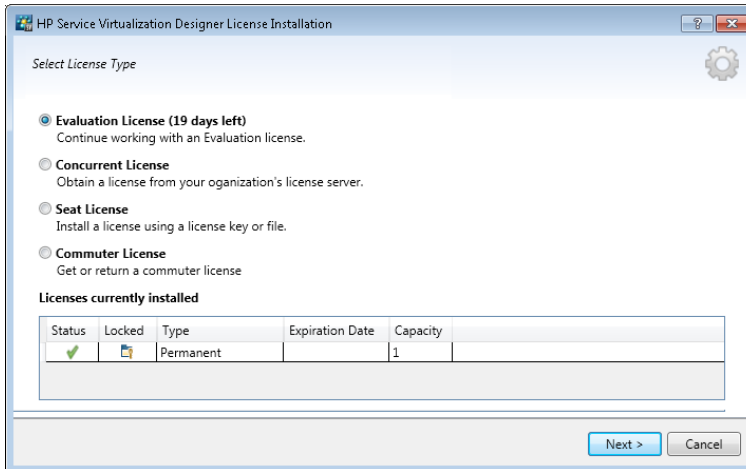 HP Service Virtualization Designer License Installation
Select License Type
Evaluation License (19 days left)
Continue working with an Evaluation license.
Concurrent License
Obtain a license from your oganization's license server.
Seat License
Install a license using a license key or file.
Commuter License
Get or return a commuter license
Licenses currently installed
Status Locked Type Expiration Date Capacity
Permanent 1
Next > Cancel